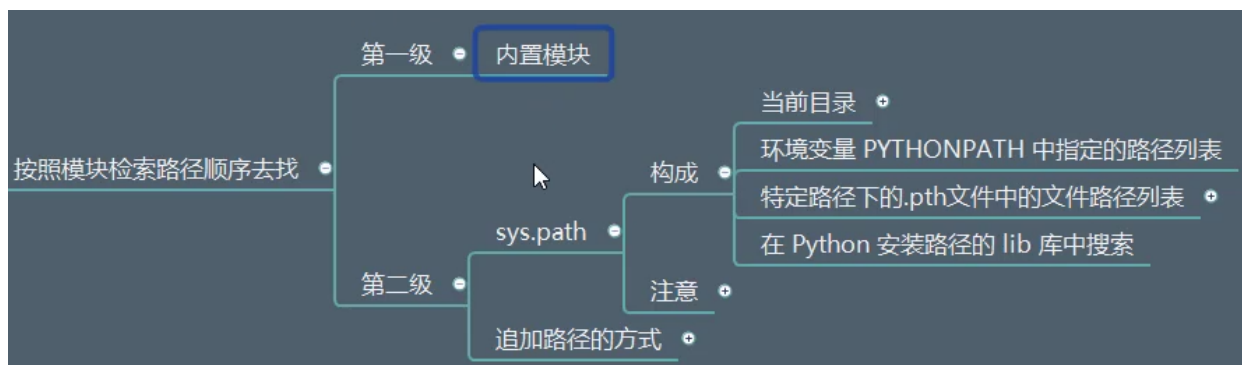 第一级
内置模块
当前目录
环境变量 PYTHONPATH 中指定的路径列表
按照模块检索路径顺序去找
构成
特定路径下的.pth文件中的文件路径列表
sys.path
在 Python 安装路径的 lib 库中搜索
第二级
注意
追加路径的方式